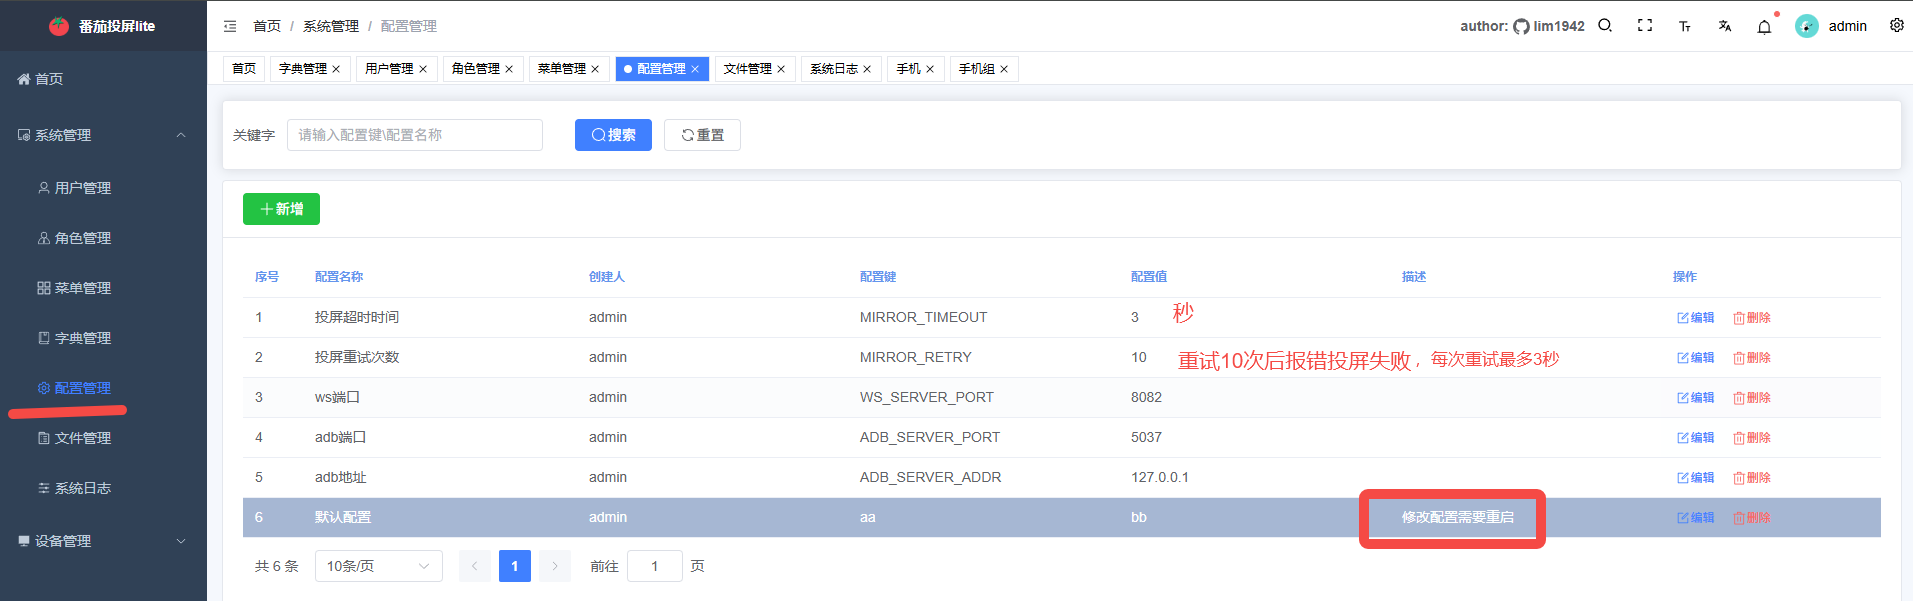 番茄投屏lite
首页 / 系统管理 / 配置管理
author: lim1942
admin
首页 字典管理 用户管理 角色管理 菜单管理 配置管理 文件管理 系统日志 手机 手机组
首页
系统管理
用户管理
角色管理
菜单管理
字典管理
配置管理
文件管理
系统日志
设备管理
关键字 请输入配置键\配置名称 搜索 重置
新增
序号 配置名称 创建人 配置键 配置值 描述 操作
1 投屏超时时间 admin MIRROR_TIMEOUT 3 秒 编辑 删除
2 投屏重试次数 admin MIRROR_RETRY 10 重试10次后报错投屏失败，每次重试最多3秒 编辑 删除
3 ws端口 admin WS_SERVER_PORT 8082 编辑 删除
4 adb端口 admin ADB_SERVER_PORT 5037 编辑 删除
5 adb地址 admin ADB_SERVER_ADDR 127.0.0.1 编辑 删除
6 默认配置 admin aa bb 修改配置需要重启 编辑 删除
共 6 条 10条/页 1 前往 1 页